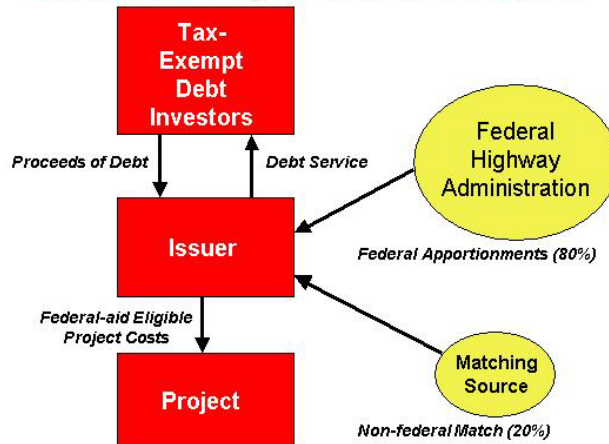 Tax-
Exempt
Debt
Investors
Proceeds of Debt
Debt Service
Federal
Highway
Administration
Issuer
Federal Apportionments (80%)
Federal-aid Eligible
Project Costs
Matching
Source
Project
Non-federal Match (20%)